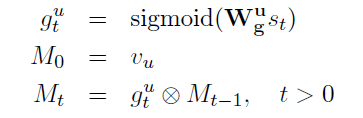 g_t^u = sigmoid(W_g^u s_t)
M_0 = v_u
M_t = g_t^u ⊗ M_{t−1}, t > 0